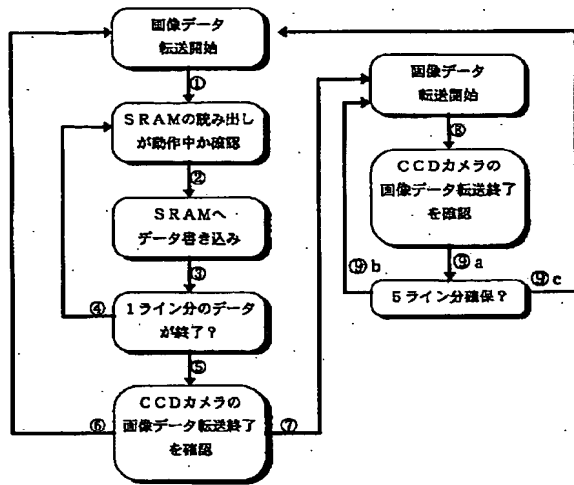 画像データ
転送開始
①
SRAMの読み出し
が動作中か確認
②
SRAMへ
データ書き込み
③
④
1ライン分のデータ
が終了?
⑤
⑥
CCDカメラの
画像データ転送終了
を確認
⑦
画像データ
転送開始
⑧
CCDカメラの
画像データ転送終了
を確認
⑨b
⑨a
⑨c
5ライン分確保?